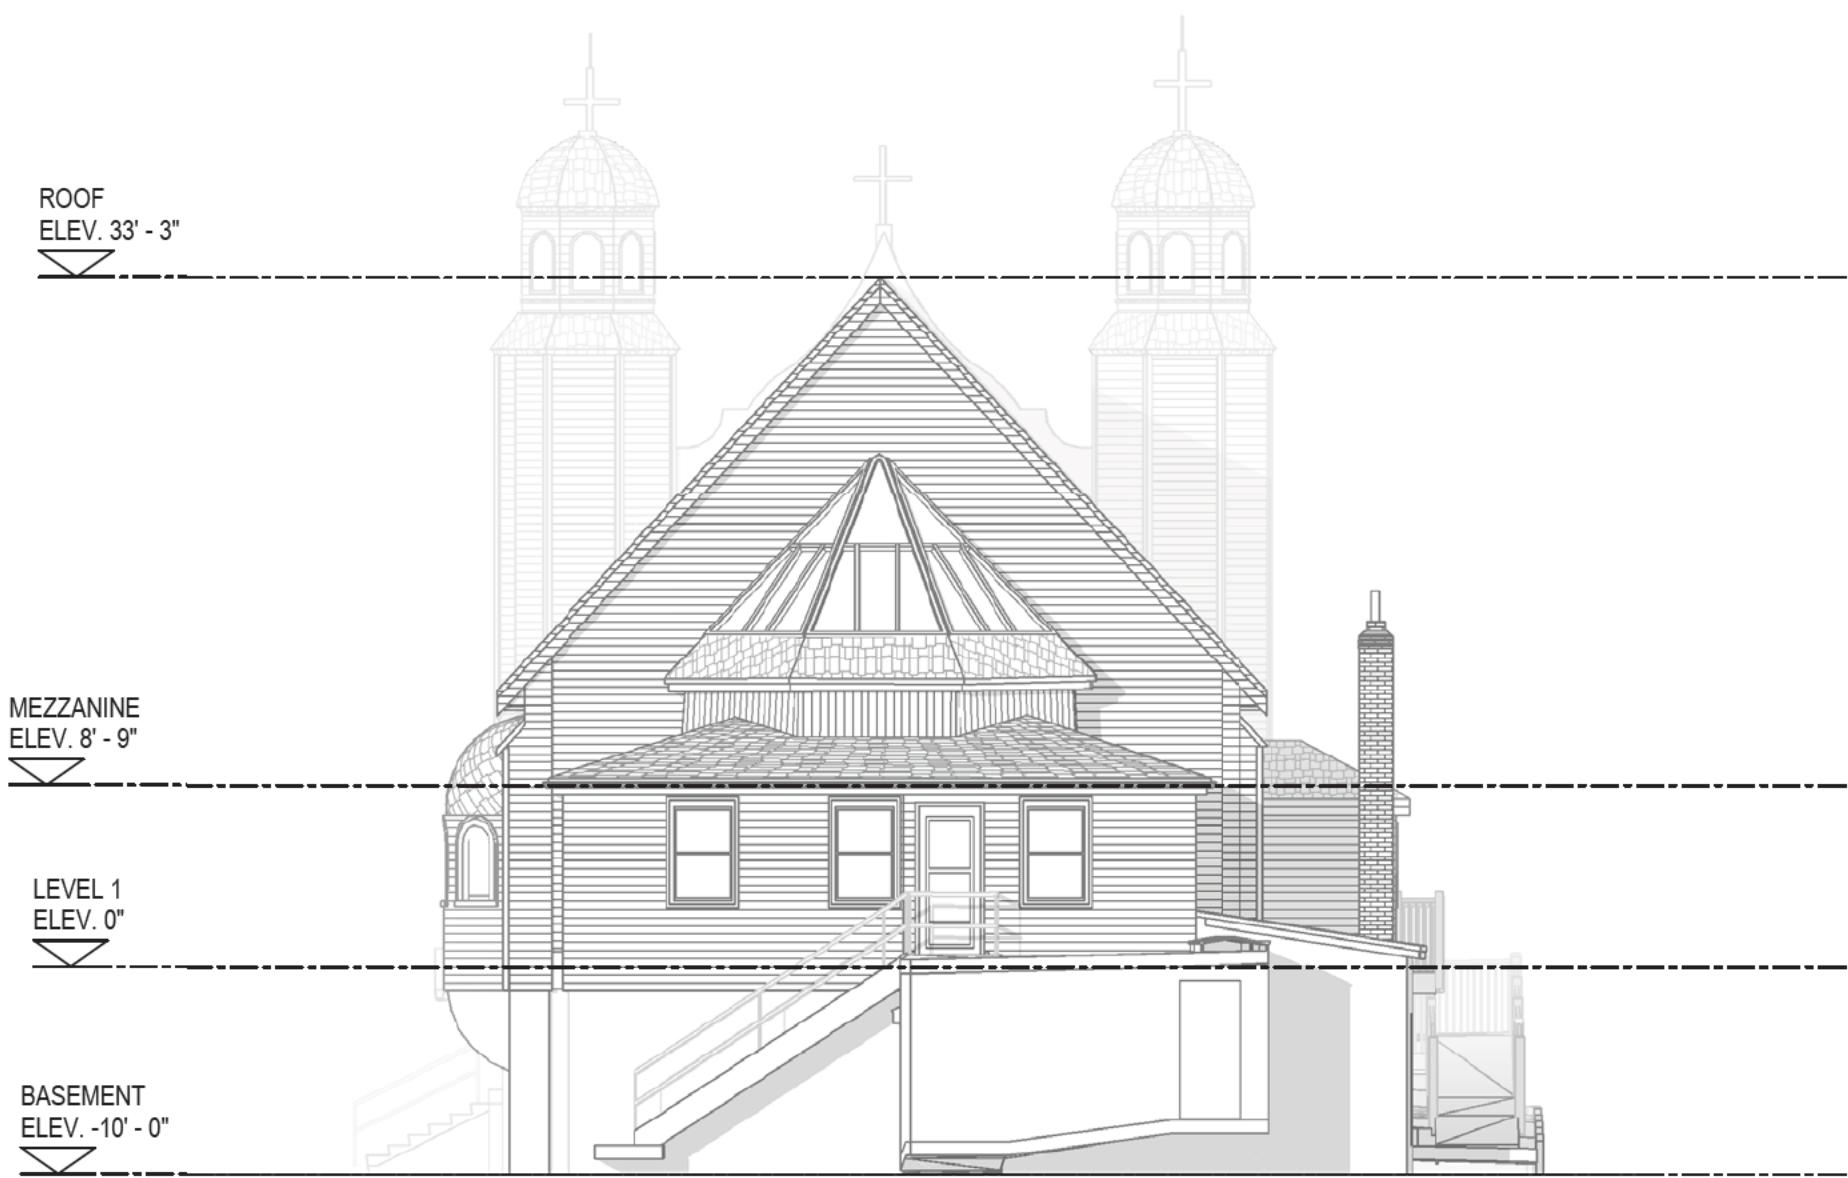 ROOF
ELEV. 33' - 3"
MEZZANINE
ELEV. 8' - 9"
LEVEL 1
ELEV. 0"
BASEMENT
ELEV. -10' - 0"